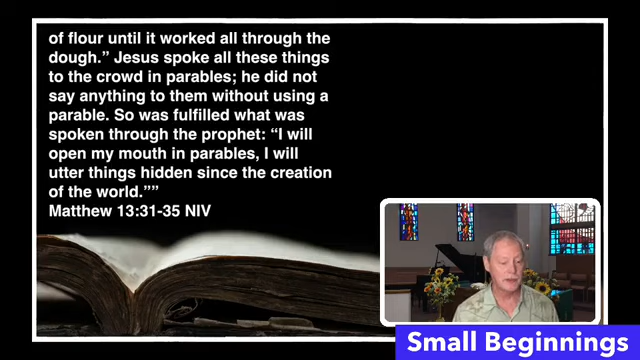 of flour until it worked all through the
dough.” Jesus spoke all these things
to the crowd in parables; he did not
say anything to them without using a
parable. So was fulfilled what was
spoken through the prophet: “I will
open my mouth in parables, I will
utter things hidden since the creation
of the world.””
Matthew 13:31-35 NIV
Small Beginnings